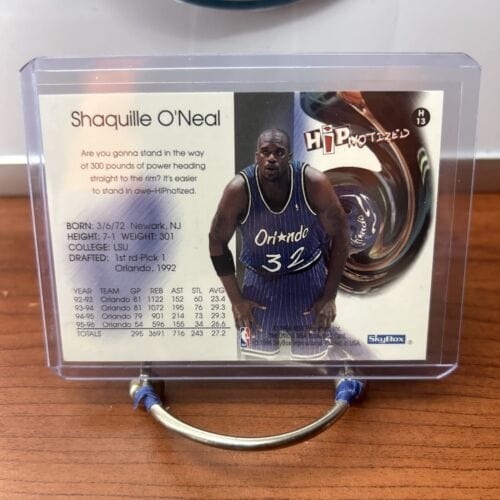 Shaquille O'Neal
H
13
HIPNOTIZED
Are you gonna stand in the way
of 300 pounds of power heading
straight to the rim? It's easier
to stand in awe-HIPnotized.
BORN: 3/6/72 Newark, NJ
HEIGHT: 7-1 WEIGHT: 301
COLLEGE: LSU
DRAFTED: 1st rd-Pick 1
Orlando, 1992
YEAR TEAM GP REB AST STL AVG
92-93 Orlando 81 1122 152 60 23.4
93-94 Orlando 81 1072 195 76 29.3
94-95 Orlando 79 901 214 73 29.3
95-96 Orlando 54 596 155 34 26.6
TOTALS 295 3691 716 243 27.2
Orlando
32
NBA
SkyBox®